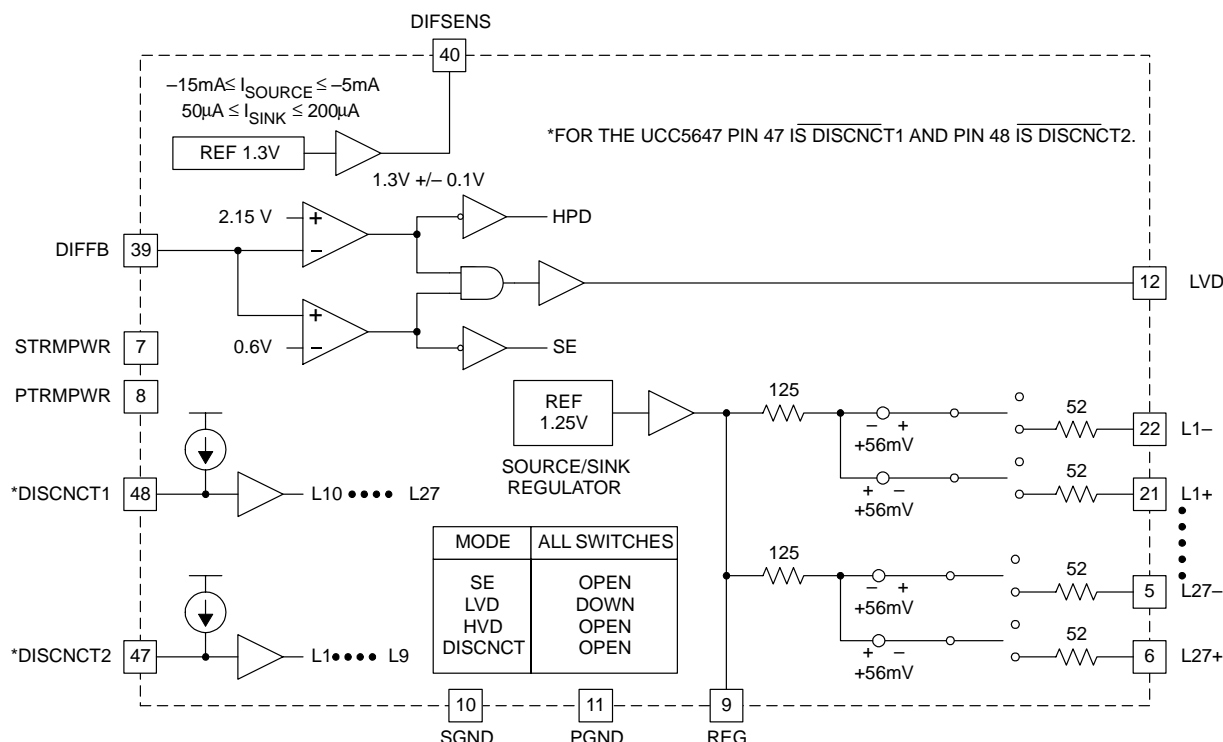 DIFSENS
40
–15mA≤ ISOURCE ≤ –5mA
50μA ≤ ISINK ≤ 200μA
*FOR THE UCC5647 PIN 47 IS DISCNCT1 AND PIN 48 IS DISCNCT2.
REF 1.3V
1.3V +/– 0.1V
2.15 V
+
–
HPD
DIFFB
39
12
LVD
+
–
0.6V
SE
STRMPWR
7
PTRMPWR
8
REF
1.25V
SOURCE/SINK
REGULATOR
125
– +
+56mV
52
22
L1–
+ –
+56mV
52
21
L1+
*DISCNCT1
48
L10 •••• L27
MODE ALL SWITCHES
SE OPEN
LVD DOWN
HVD OPEN
DISCNCT OPEN
125
– +
+56mV
52
5
L27–
+ –
+56mV
52
6
L27+
*DISCNCT2
47
L1 •••• L9
10
SGND
11
PGND
9
REG